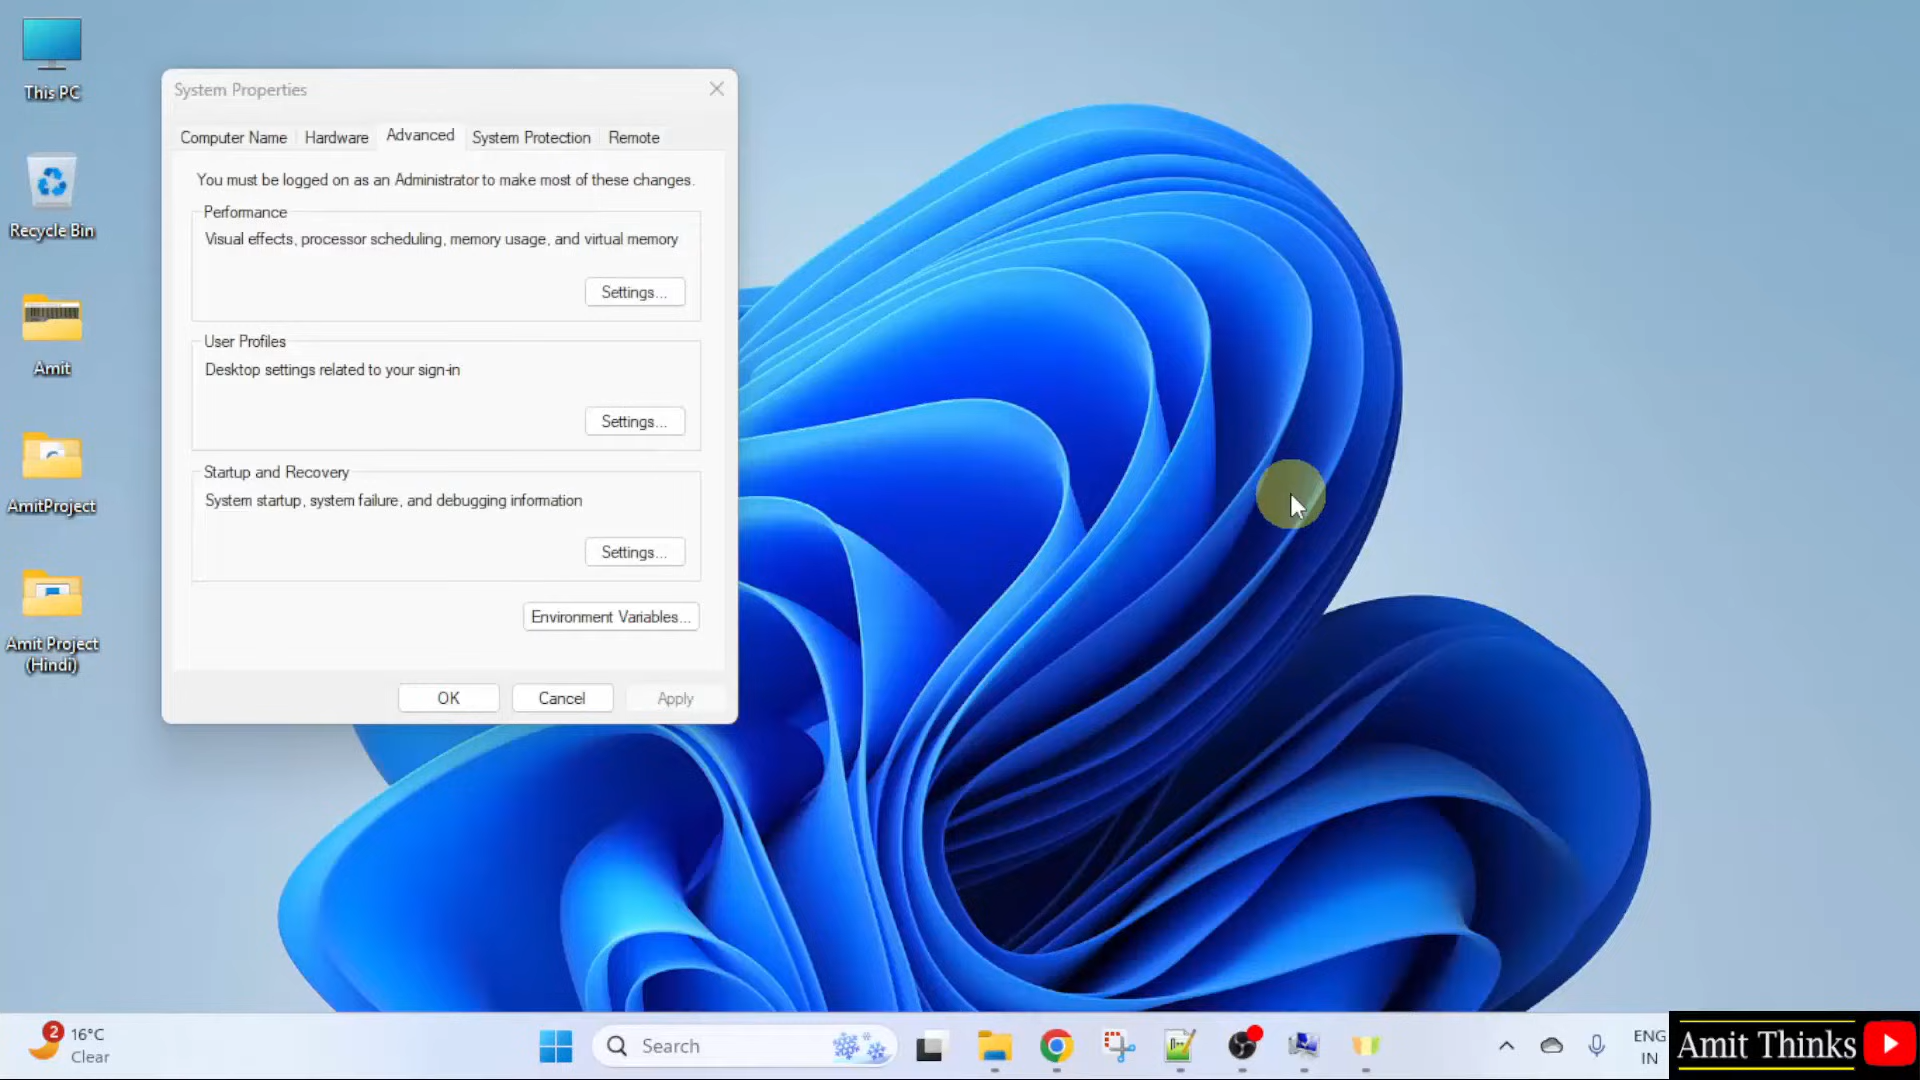 This PC
Recycle Bin
Amit
AmitProject
Amit Project
(Hindi)
System Properties
Computer Name
Hardware
Advanced
System Protection
Remote
You must be logged on as an Administrator to make most of these changes.
Performance
Visual effects, processor scheduling, memory usage, and virtual memory
Settings...
User Profiles
Desktop settings related to your sign-in
Settings...
Startup and Recovery
System startup, system failure, and debugging information
Settings...
Environment Variables...
OK
Cancel
Apply
2
16°C
Clear
Search
ENG
IN
Amit Thinks